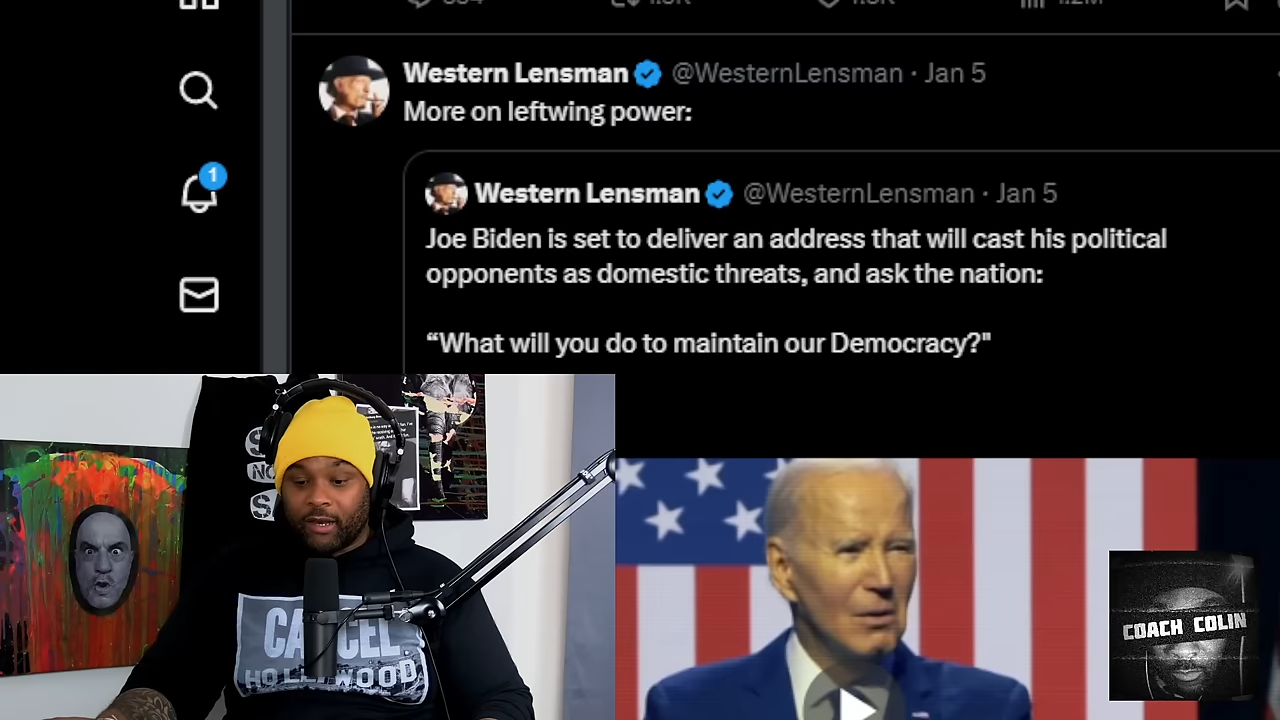 Western Lensman @WesternLensman · Jan 5
More on leftwing power:
Western Lensman @WesternLensman · Jan 5
Joe Biden is set to deliver an address that will cast his political
opponents as domestic threats, and ask the nation:
“What will you do to maintain our Democracy?"
1
CANCEL
HOLLYWOOD
COACH COLIN